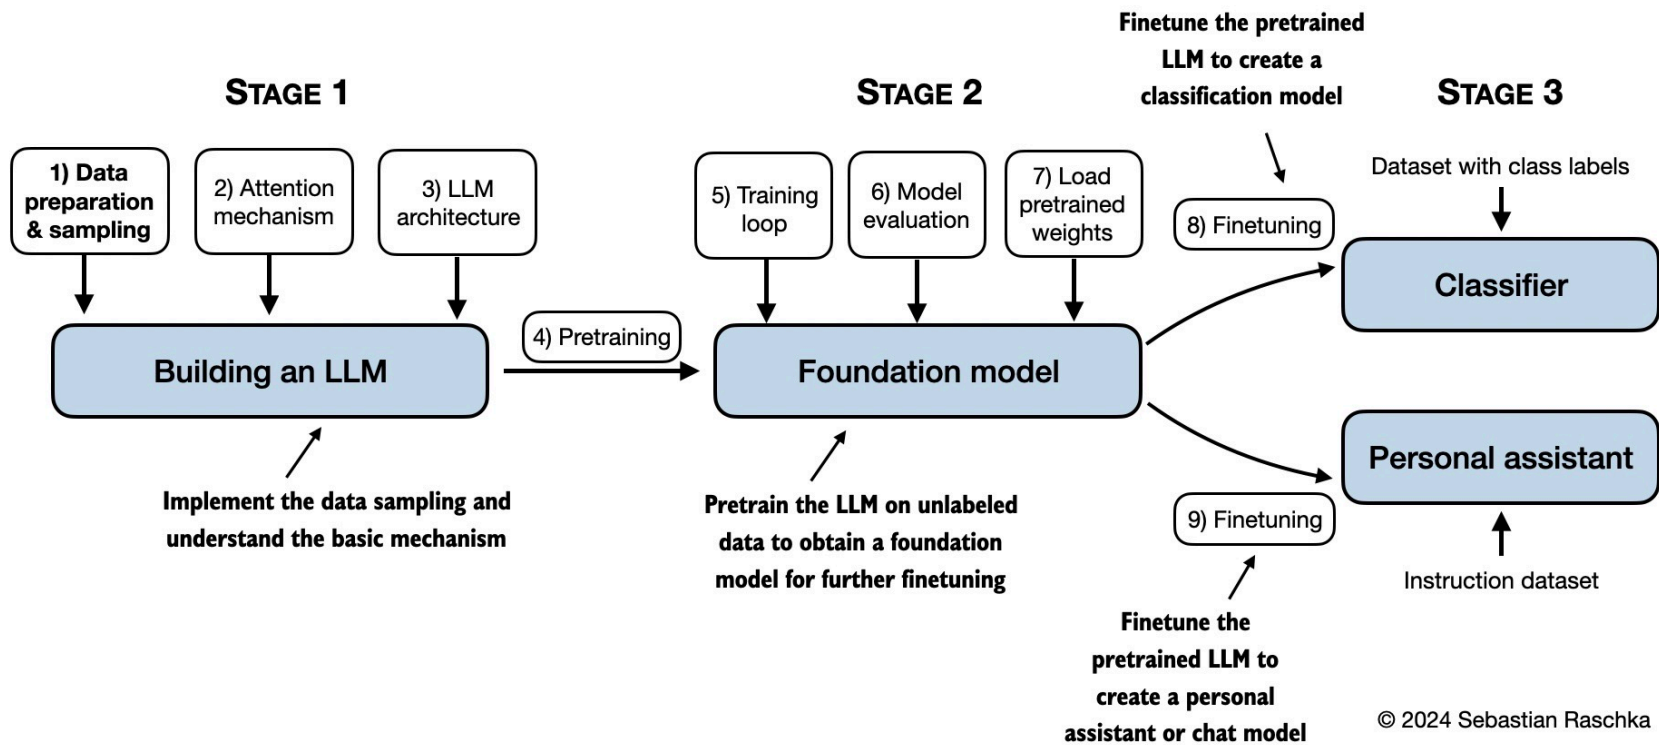 Finetune the pretrained
LLM to create a
classification model
STAGE 1
STAGE 2
STAGE 3
1) Data
preparation
& sampling
2) Attention
mechanism
3) LLM
architecture
5) Training
loop
6) Model
evaluation
7) Load
pretrained
weights
8) Finetuning
Dataset with class labels
Classifier
4) Pretraining
Building an LLM
Foundation model
Personal assistant
Implement the data sampling and
understand the basic mechanism
Pretrain the LLM on unlabeled
data to obtain a foundation
model for further finetuning
9) Finetuning
Instruction dataset
Finetune the
pretrained LLM to
create a personal
assistant or chat model
© 2024 Sebastian Raschka